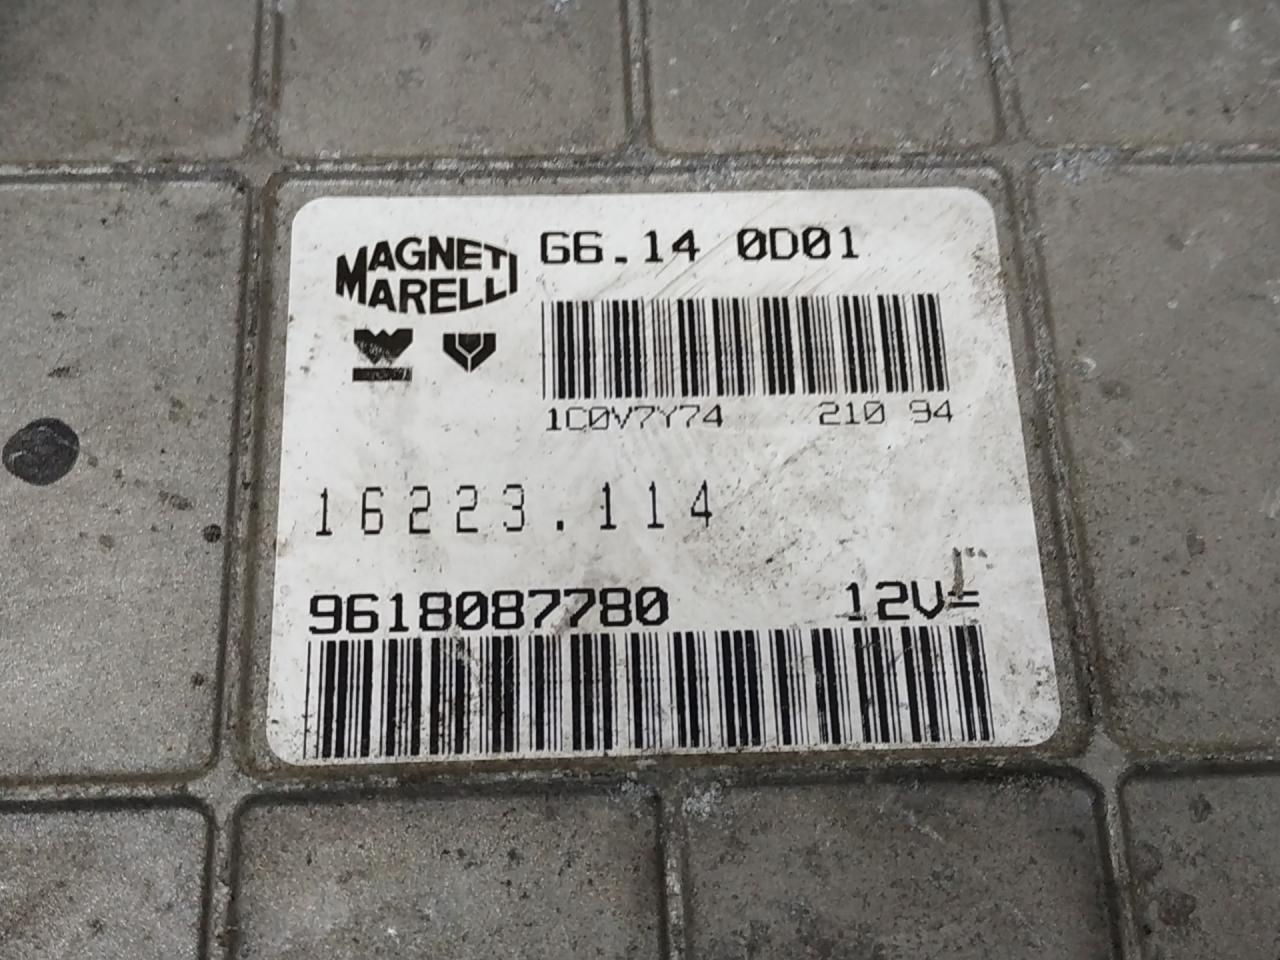 MAGNETI
MARELLI
G6.14 0D01
1C0V7Y74 210 94
16223.114
9618087780 12V=